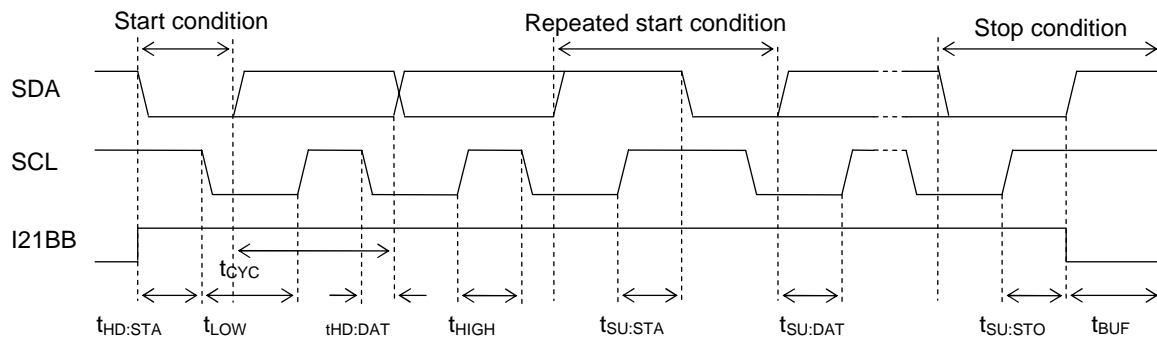 Start condition
Repeated start condition
Stop condition
SDA
SCL
I21BB
tCYC
tHD:STA
tLOW
tHD:DAT
tHIGH
tSU:STA
tSU:DAT
tSU:STO
tBUF